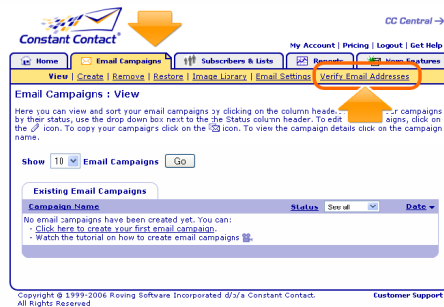 CC Central
Constant Contact®
My Account | Pricing | Logout | Get Help
Home Email Campaigns Subscribers & Lists Reports New Features
View | Create | Remove | Restore | Image Library | Email Settings Verify Email Addresses
Email Campaigns : View
Here you can view and sort your email campaigns by clicking on the column campaigns
by their status, use the drop down box next to the the Status column header. To edit click on
the icon. To copy your campaigns click on the icon. To view the campaign details click on the campaign
name.
Show 10 Email Campaigns Go
Existing Email Campaigns
Campaign Name Status See all Date
No email campaigns have been created yet. You can:
- Click here to create your first email campaign.
- Watch the tutorial on how to create email campaigns
Copyright © 1999-2006 Roving Software Incorporated d/b/a Constant Contact. Customer Support
All Rights Reserved